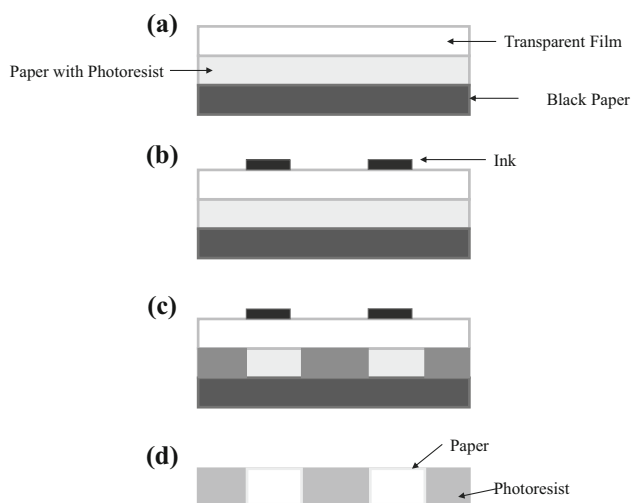 (a)
Transparent Film
Paper with Photoresist
Black Paper
(b)
Ink
(c)
(d)
Paper
Photoresist